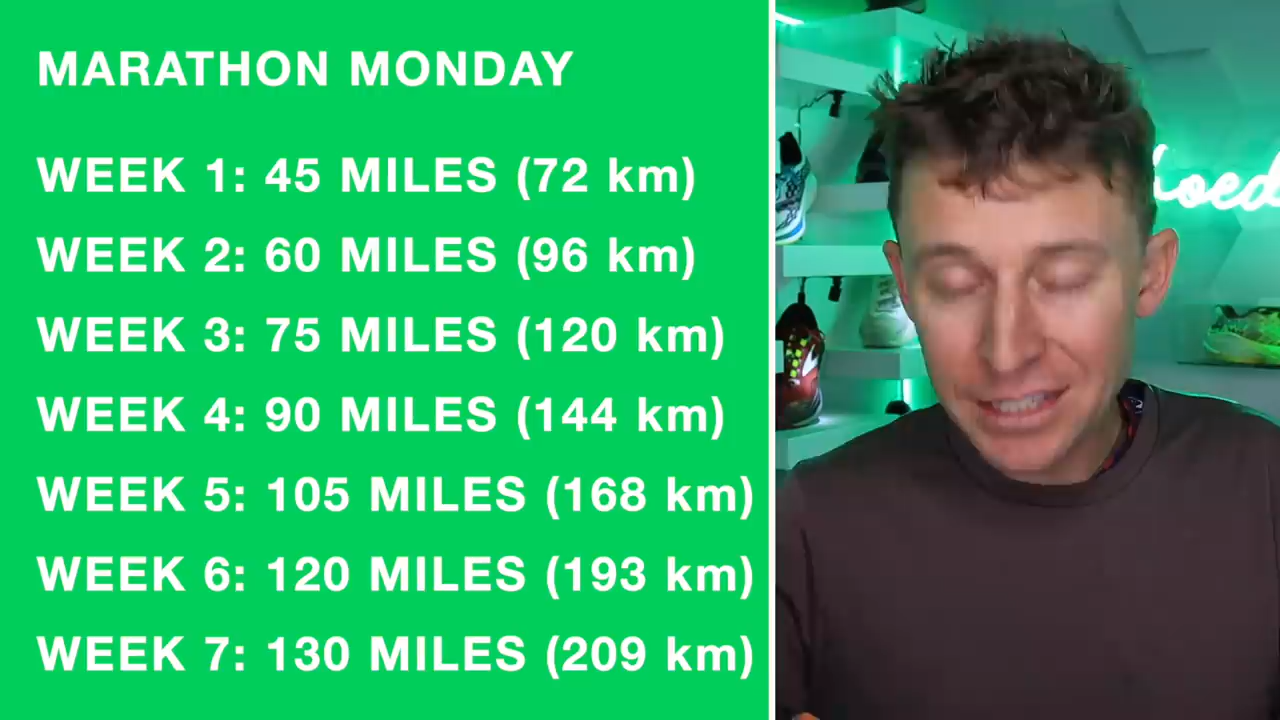 MARATHON MONDAY
WEEK 1: 45 MILES (72 km)
WEEK 2: 60 MILES (96 km)
WEEK 3: 75 MILES (120 km)
WEEK 4: 90 MILES (144 km)
WEEK 5: 105 MILES (168 km)
WEEK 6: 120 MILES (193 km)
WEEK 7: 130 MILES (209 km)